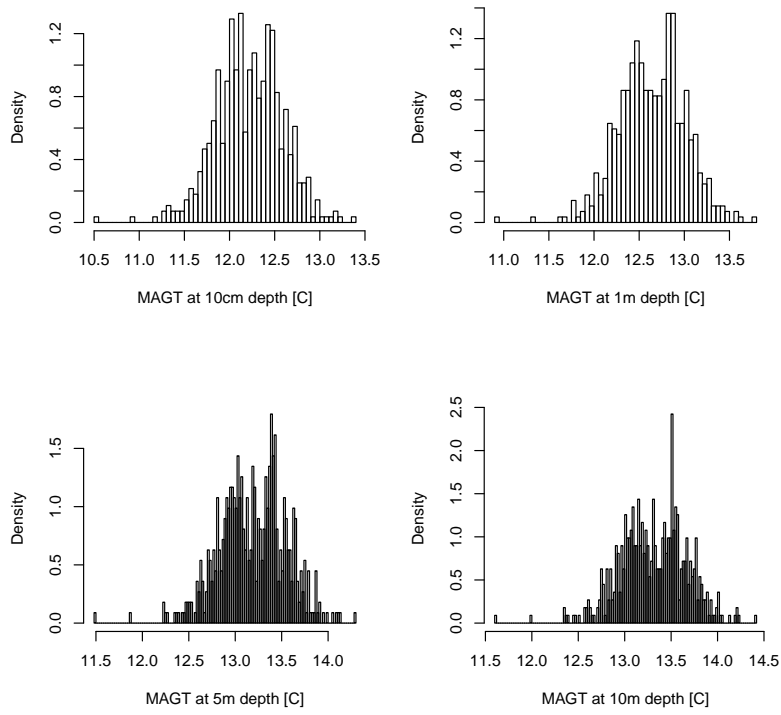 Density
0.0 0.4 0.8 1.2
10.5 11.0 11.5 12.0 12.5 13.0 13.5
MAGT at 10cm depth [C]
Density
0.0 0.4 0.8 1.2
11.0 11.5 12.0 12.5 13.0 13.5
MAGT at 1m depth [C]
Density
0.0 0.5 1.0 1.5
11.5 12.0 12.5 13.0 13.5 14.0
MAGT at 5m depth [C]
Density
0.0 0.5 1.0 1.5 2.0 2.5
11.5 12.0 12.5 13.0 13.5 14.0 14.5
MAGT at 10m depth [C]